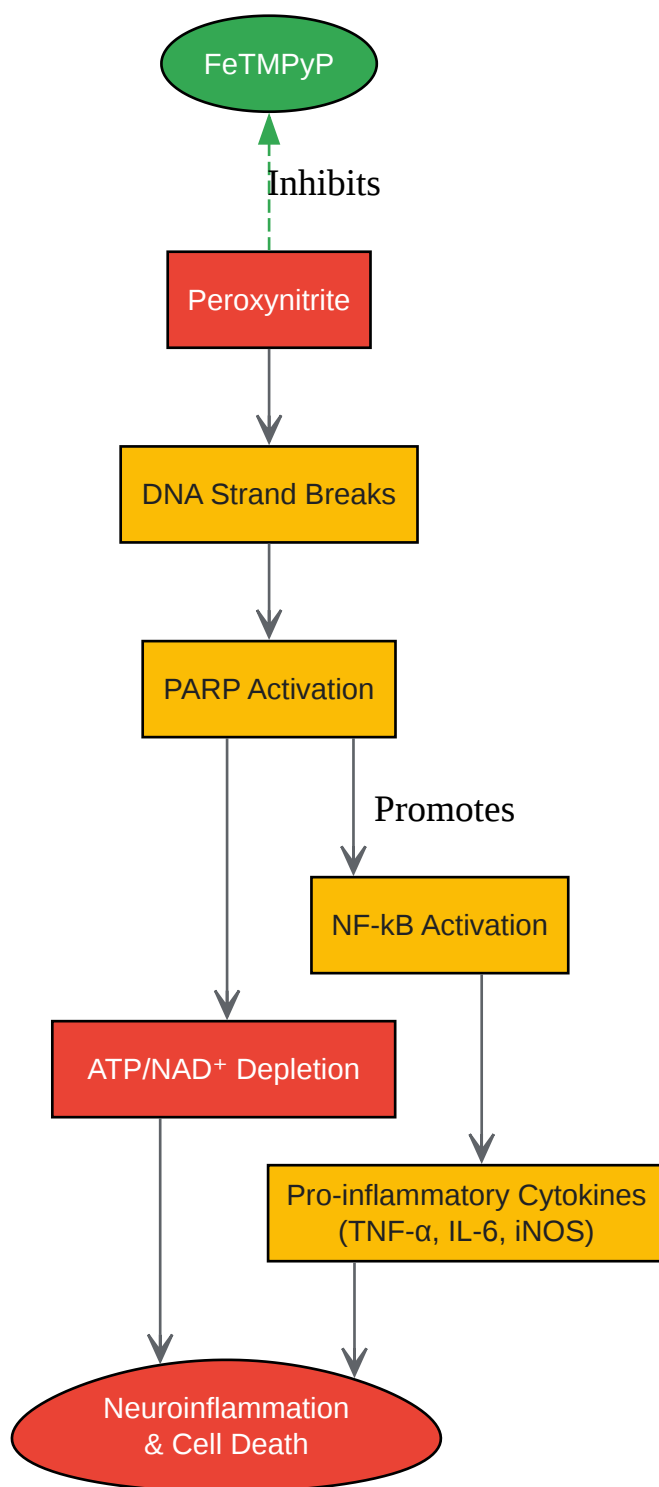 FeTMPyP
Inhibits
Peroxynitrite
DNA Strand Breaks
PARP Activation
Promotes
NF-kB Activation
ATP/NAD⁺ Depletion
Pro-inflammatory Cytokines
(TNF-α, IL-6, iNOS)
Neuroinflammation
& Cell Death